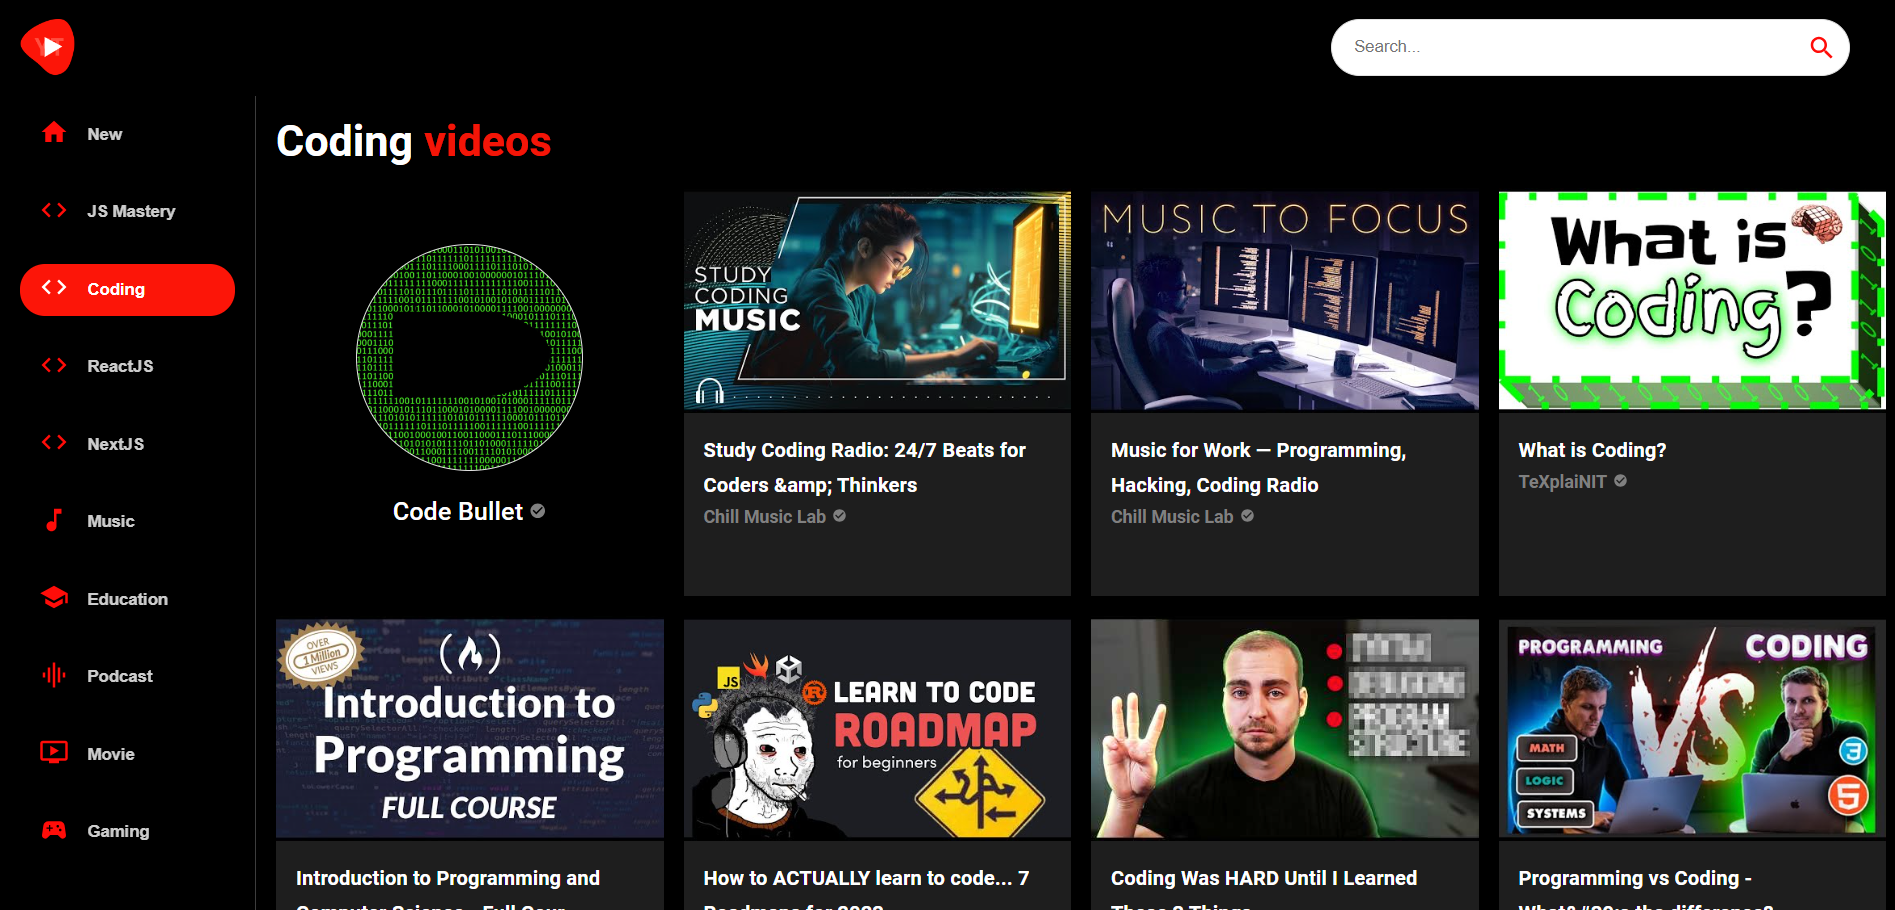 YT
Search...
New
JS Mastery
Coding
ReactJS
NextJS
Music
Education
Podcast
Movie
Gaming
Coding videos
Code Bullet
STUDY
CODING
MUSIC
Study Coding Radio: 24/7 Beats for
Coders &amp; Thinkers
Chill Music Lab
MUSIC TO FOCUS
Music for Work — Programming,
Hacking, Coding Radio
Chill Music Lab
What is
Coding?
What is Coding?
TeXplaiNIT
OVER
1 Million
VIEWS
Introduction to
Programming
FULL COURSE
Introduction to Programming and
JS
LEARN TO CODE
ROADMAP
for beginners
How to ACTUALLY learn to code... 7
Coding Was HARD Until I Learned
PROGRAMMING
VS
CODING
MATH
LOGIC
SYSTEMS
3
5
Programming vs Coding -